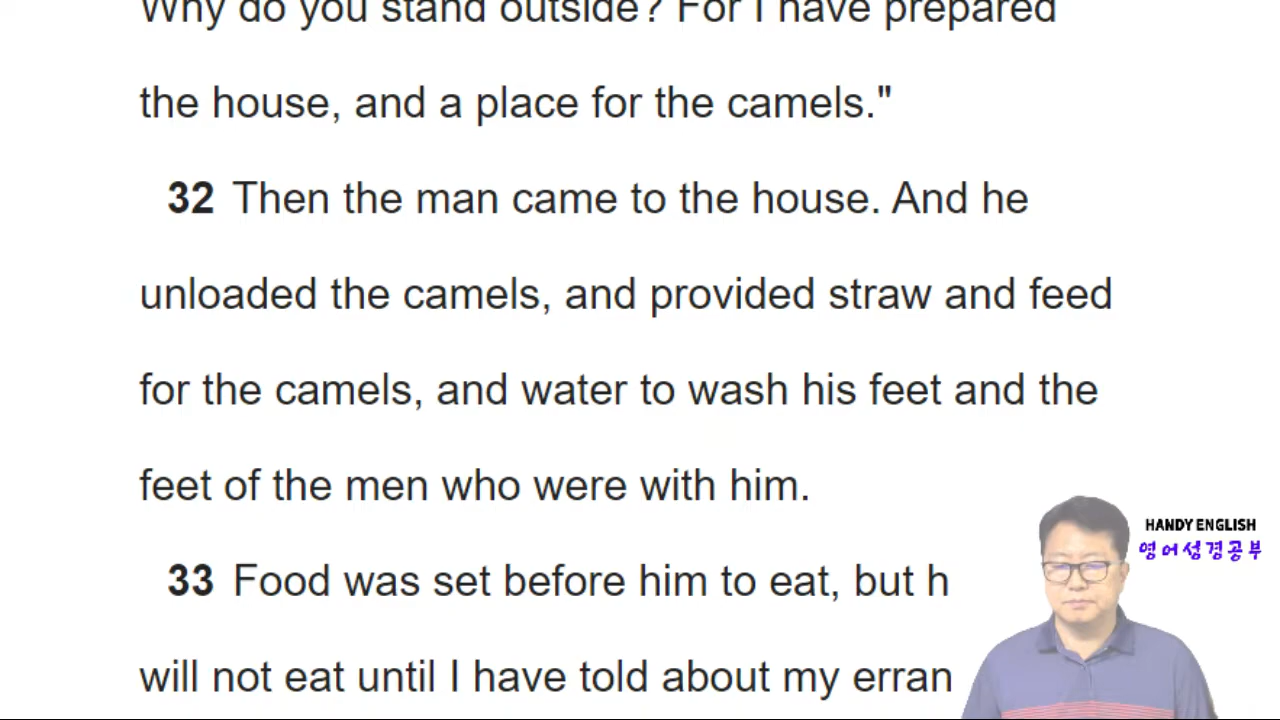 Why do you stand outside? For I have prepared
the house, and a place for the camels."
32 Then the man came to the house. And he
unloaded the camels, and provided straw and feed
for the camels, and water to wash his feet and the
feet of the men who were with him.
33 Food was set before him to eat, but h
will not eat until I have told about my erran
HANDY ENGLISH
영어성경공부